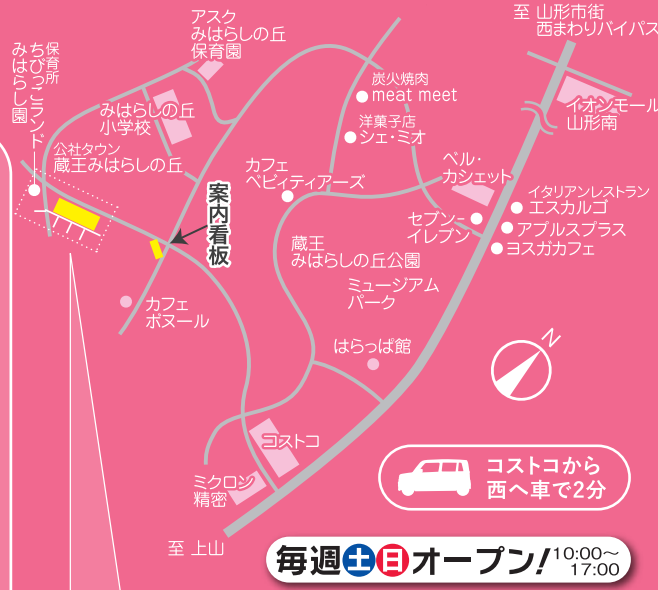 アスク
みはらしの丘
保育園
至 山形市街
西まわりバイパス
保育所
ちびっこランド
みはらし園
炭火焼肉
meat meet
イオンモール
山形南
みはらしの丘
小学校
洋菓子店
シェ・ミオ
公社タウン
蔵王みはらしの丘
カフェ
ベビィティアーズ
ベル・
カシェット
案内看板
イタリアンレストラン
エスカルゴ
セブン-
イレブン
アプルスプラス
ヨスガカフェ
蔵王
みはらしの丘公園
ミュージアム
パーク
カフェ
ボヌール
はらっぱ館
N
コストコ
コストコから
西へ車で2分
ミクロン
精密
至 上山
毎週土日オープン!10:00~
17:00